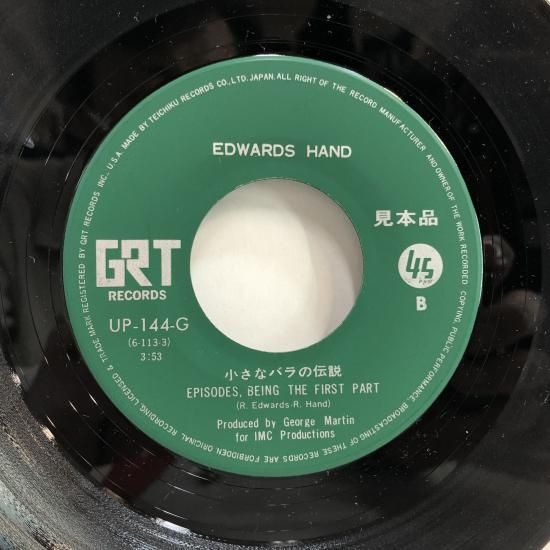 EDWARDS HAND
見本品
GRT
RECORDS
45
rpm
B
UP-144-G
(6-113-3)
3:53
小さなバラの伝説
EPISODES, BEING THE FIRST PART
(R. Edwards-R. Hand)
Produced by George Martin
for IMC Productions
LICENSED & TRADE MARK REGISTERED BY GRT RECORDS INC., U.S.A. MADE BY TEICHIKU RECORDS CO., LTD. JAPAN. ALL RIGHT OF THE RECORD MANUFACTURER AND OWNER OF THE WORK RECORDED COPYING, PUBLIC PERFORMANCE, BROADCASTING OF THESE RECORDS ARE FORBIDDEN ORIGINAL RECORDING.